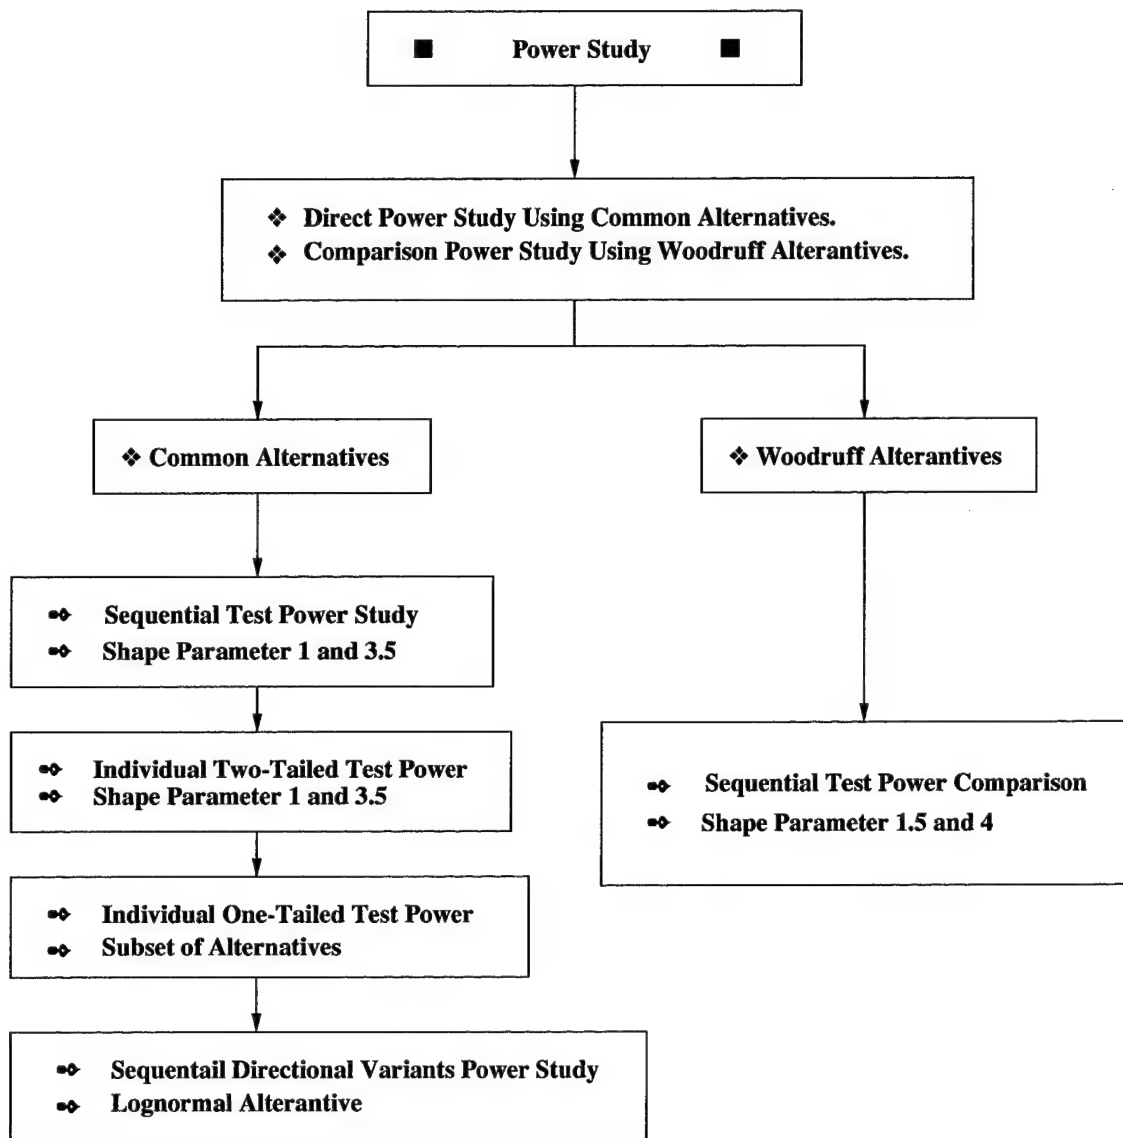 Power Study
Direct Power Study Using Common Alternatives.
Comparison Power Study Using Woodruff Alterantives.
Common Alternatives
Woodruff Alterantives
Sequential Test Power Study
Shape Parameter 1 and 3.5
Individual Two-Tailed Test Power
Shape Parameter 1 and 3.5
Sequential Test Power Comparison
Shape Parameter 1.5 and 4
Individual One-Tailed Test Power
Subset of Alternatives
Sequentail Directional Variants Power Study
Lognormal Alterantive